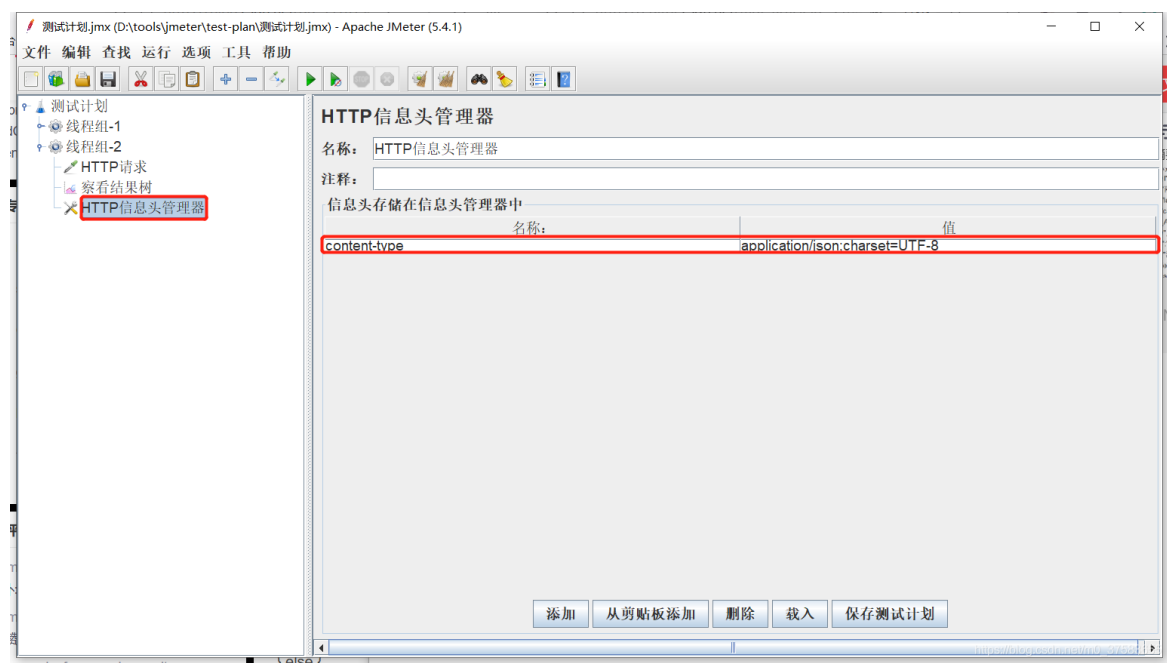 测试计划.jmx (D:\tools\jmeter\test-plan\测试计划.jmx) - Apache JMeter (5.4.1)
文件 编辑 查找 运行 选项 工具 帮助
测试计划
线程组-1
线程组-2
HTTP请求
察看结果树
HTTP信息头管理器
HTTP信息头管理器
名称： HTTP信息头管理器
注释：
信息头存储在信息头管理器中
名称： 值
content-type application/json;charset=UTF-8
添加 从剪贴板添加 删除 载入 保存测试计划
else